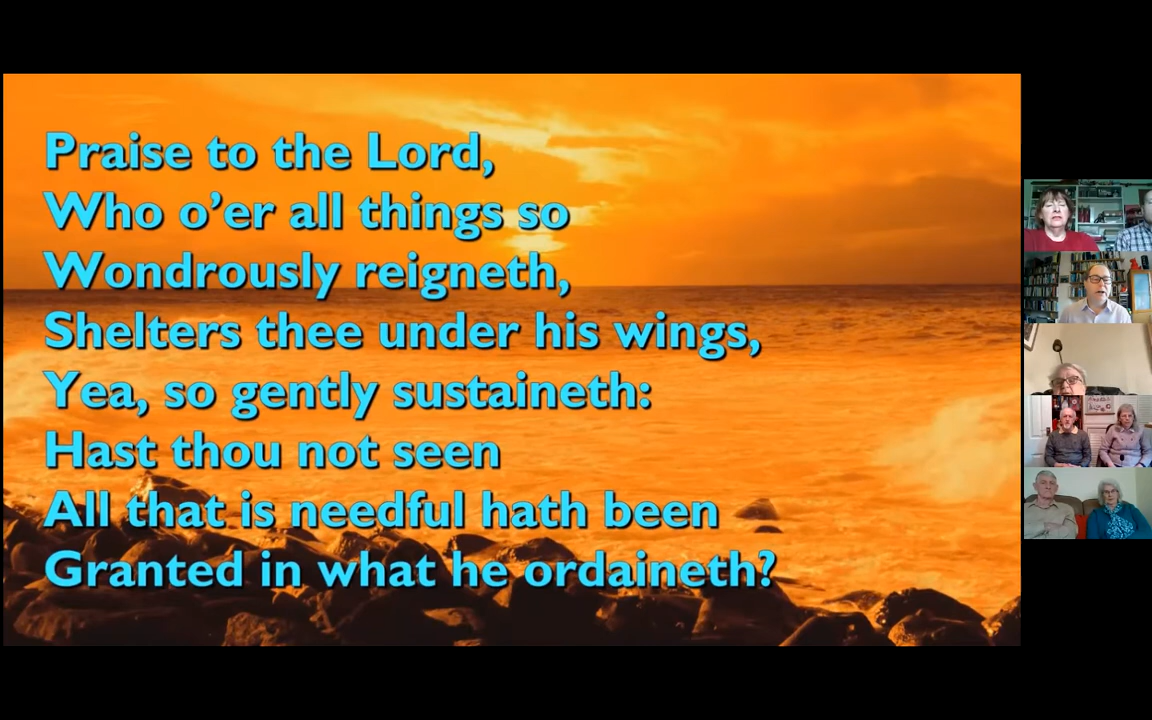 Praise to the Lord,
Who o’er all things so
Wondrously reigneth,
Shelters thee under his wings,
Yea, so gently sustaineth:
Hast thou not seen
All that is needful hath been
Granted in what he ordaineth?